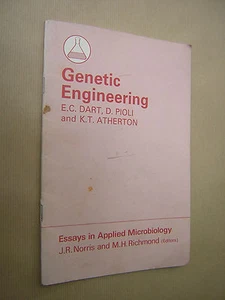 Genetic
Engineering
E.C. DART, D. PIOLI
and K.T. ATHERTON
Essays in Applied Microbiology
J.R. Norris and M.H Richmond (Editors)